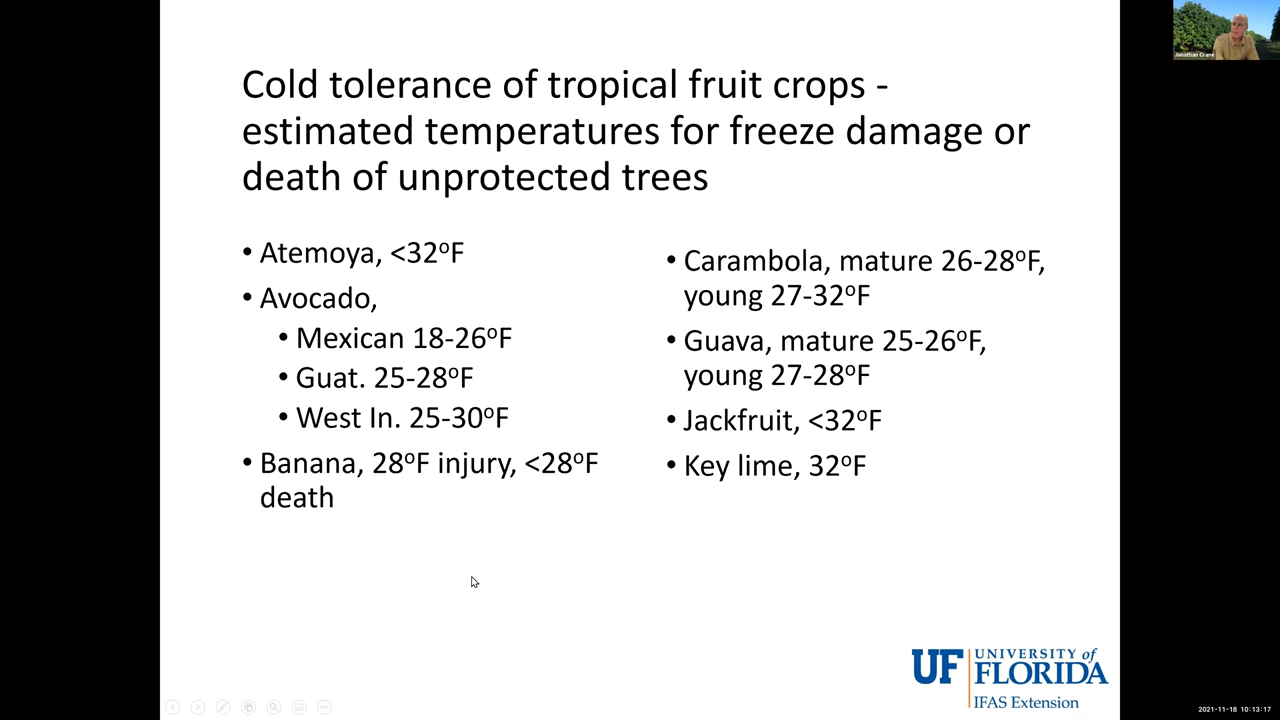 Cold tolerance of tropical fruit crops -
estimated temperatures for freeze damage or
death of unprotected trees
• Atemoya, <32ºF
• Avocado,
• Mexican 18-26ºF
• Guat. 25-28ºF
• West In. 25-30ºF
• Banana, 28ºF injury, <28ºF
death
• Carambola, mature 26-28ºF,
young 27-32ºF
• Guava, mature 25-26ºF,
young 27-28ºF
• Jackfruit, <32ºF
• Key lime, 32ºF
UF UNIVERSITY of
FLORIDA
IFAS Extension
Jonathan Crane
2021-11-18 10:13:17